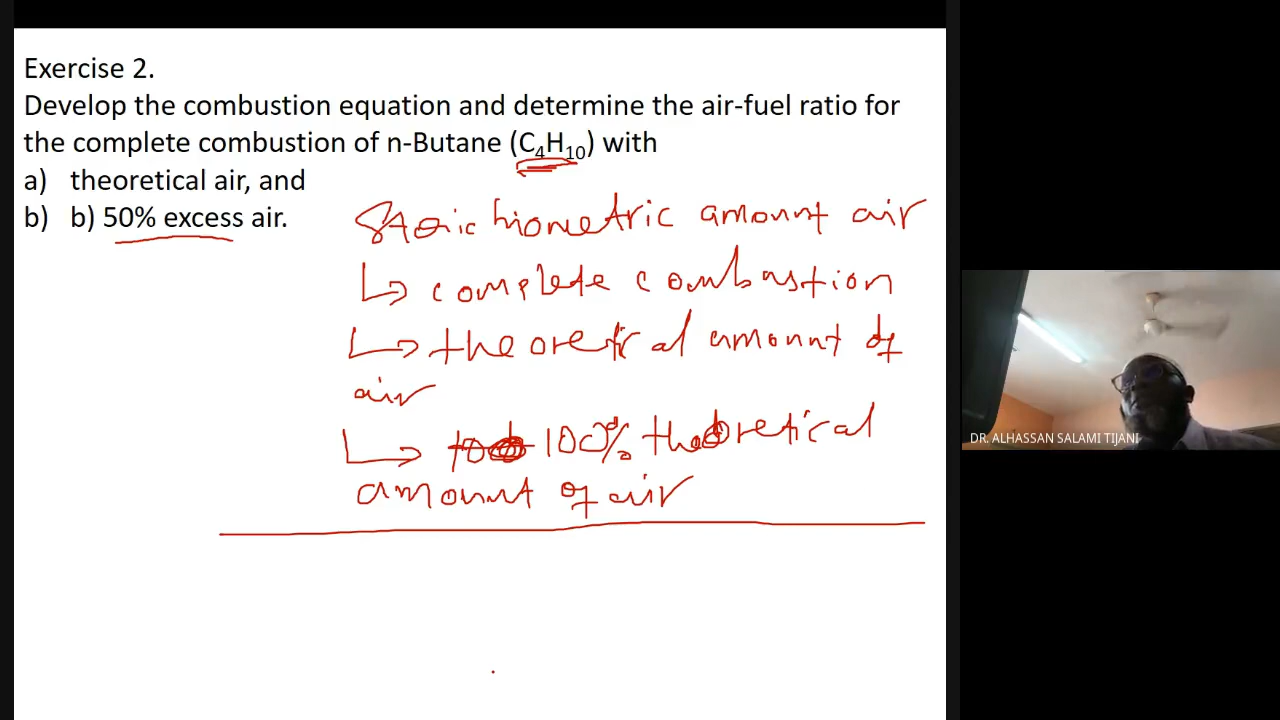 Exercise 2.
Develop the combustion equation and determine the air-fuel ratio for
the complete combustion of n-Butane (C₄H₁₀) with
a) theoretical air, and
b) b) 50% excess air.
Stoichiometric amount air
↳ complete combustion
↳ theoretical amount of
air
↳ 100% theoretical
amount of air
DR. ALHASSAN SALAMI TIJANI